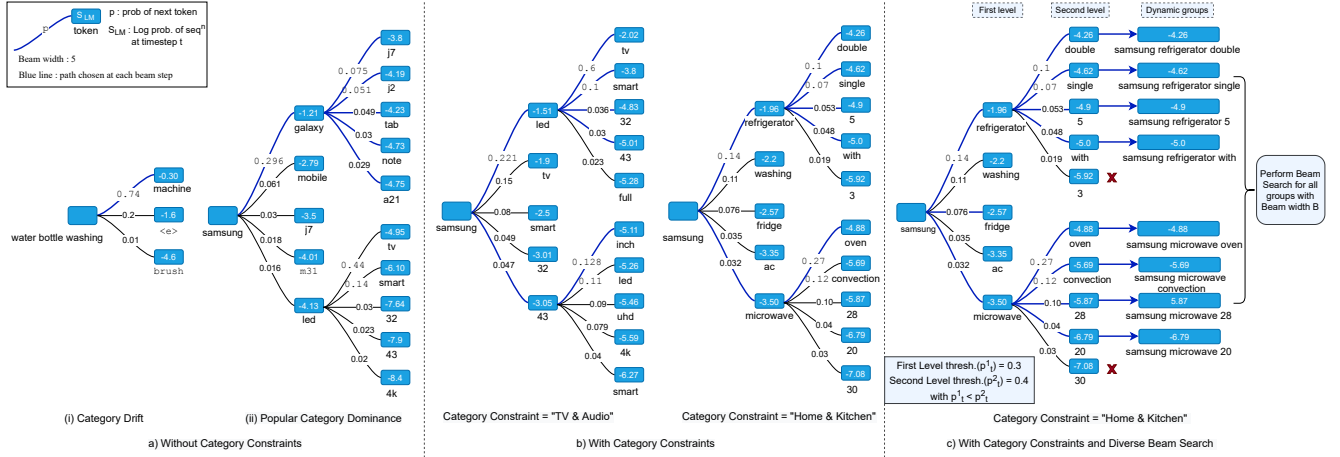 p
S_LM
token
p : prob of next token
S_LM : Log prob. of seq^n
at timestep t
Beam width : 5
Blue line : path chosen at each beam step
water bottle washing
0.74
-0.30
machine
0.2
-1.6
<e>
0.01
-4.6
brush
samsung
0.296
-1.21
galaxy
0.061
-2.79
mobile
0.03
-3.5
j7
0.018
-4.01
m31
0.016
-4.13
led
0.075
-3.8
j7
0.051
-4.19
j2
0.049
-4.23
tab
0.03
-4.73
note
0.029
-4.75
a21
0.44
-4.95
tv
0.14
-6.10
smart
0.03
-7.64
32
0.023
-7.9
43
0.02
-8.4
4k
(i) Category Drift
(ii) Popular Category Dominance
a) Without Category Constraints
samsung
0.221
-1.51
led
0.15
-1.9
tv
0.08
-2.5
smart
0.049
-3.01
32
0.047
-3.05
43
0.6
-2.02
tv
0.1
-3.8
smart
0.036
-4.83
32
0.03
-5.01
43
0.023
-5.28
full
0.128
-5.11
inch
0.11
-5.26
led
0.09
-5.46
uhd
0.079
-5.59
4k
0.04
-6.27
smart
Category Constraint = "TV & Audio"
samsung
0.14
-1.96
refrigerator
0.11
-2.2
washing
0.076
-2.57
fridge
0.035
-3.35
ac
0.032
-3.50
microwave
0.1
-4.26
double
0.07
-4.62
single
0.053
-4.9
5
0.048
-5.0
with
0.019
-5.92
3
0.27
-4.88
oven
0.12
-5.69
convection
0.10
-5.87
28
0.04
-6.79
20
0.03
-7.08
30
Category Constraint = "Home & Kitchen"
b) With Category Constraints
First level
Second level
Dynamic groups
samsung
0.14
-1.96
refrigerator
0.11
-2.2
washing
0.076
-2.57
fridge
0.035
-3.35
ac
0.032
-3.50
microwave
0.1
-4.26
double
-4.26
samsung refrigerator double
0.07
-4.62
single
-4.62
samsung refrigerator single
0.053
-4.9
5
-4.9
samsung refrigerator 5
0.048
-5.0
with
-5.0
samsung refrigerator with
0.019
-5.92
X
3
0.27
-4.88
oven
-4.88
samsung microwave oven
0.12
-5.69
convection
-5.69
samsung microwave
convection
0.10
-5.87
28
5.87
samsung microwave 28
0.04
-6.79
20
-6.79
samsung microwave 20
0.03
-7.08
X
30
Perform Beam
Search for all
groups with
Beam width B
First Level thresh.(p^1_t) = 0.3
Second Level thresh.(p^2_t) = 0.4
with p^1_t < p^2_t
Category Constraint = "Home & Kitchen"
c) With Category Constraints and Diverse Beam Search